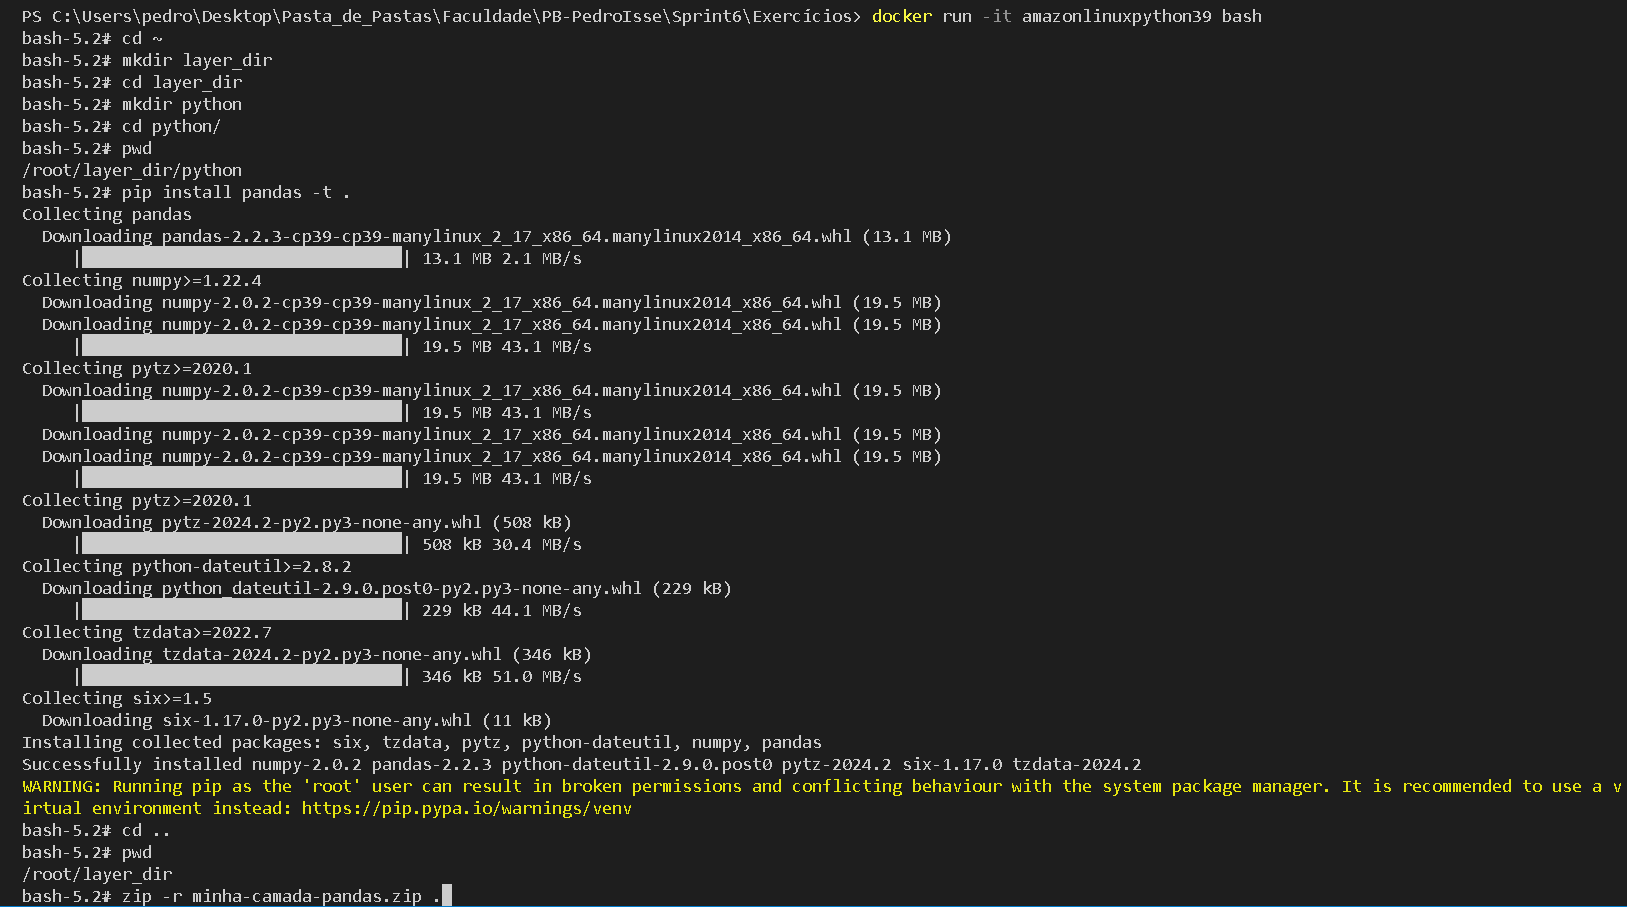 PS C:\Users\pedro\Desktop\Pasta_de_Pastas\Faculdade\PB-PedroIsse\Sprint6\Exercícios> docker run -it amazonlinuxpython39 bash
bash-5.2# cd ~
bash-5.2# mkdir layer_dir
bash-5.2# cd layer_dir
bash-5.2# mkdir python
bash-5.2# cd python/
bash-5.2# pwd
/root/layer_dir/python
bash-5.2# pip install pandas -t .
Collecting pandas
  Downloading pandas-2.2.3-cp39-cp39-manylinux_2_17_x86_64.manylinux2014_x86_64.whl (13.1 MB)
     |████████████████████████████████| 13.1 MB 2.1 MB/s
Collecting numpy>=1.22.4
  Downloading numpy-2.0.2-cp39-cp39-manylinux_2_17_x86_64.manylinux2014_x86_64.whl (19.5 MB)
  Downloading numpy-2.0.2-cp39-cp39-manylinux_2_17_x86_64.manylinux2014_x86_64.whl (19.5 MB)
     |████████████████████████████████| 19.5 MB 43.1 MB/s
Collecting pytz>=2020.1
  Downloading numpy-2.0.2-cp39-cp39-manylinux_2_17_x86_64.manylinux2014_x86_64.whl (19.5 MB)
     |████████████████████████████████| 19.5 MB 43.1 MB/s
  Downloading numpy-2.0.2-cp39-cp39-manylinux_2_17_x86_64.manylinux2014_x86_64.whl (19.5 MB)
  Downloading numpy-2.0.2-cp39-cp39-manylinux_2_17_x86_64.manylinux2014_x86_64.whl (19.5 MB)
     |████████████████████████████████| 19.5 MB 43.1 MB/s
Collecting pytz>=2020.1
  Downloading pytz-2024.2-py2.py3-none-any.whl (508 kB)
     |████████████████████████████████| 508 kB 30.4 MB/s
Collecting python-dateutil>=2.8.2
  Downloading python_dateutil-2.9.0.post0-py2.py3-none-any.whl (229 kB)
     |████████████████████████████████| 229 kB 44.1 MB/s
Collecting tzdata>=2022.7
  Downloading tzdata-2024.2-py2.py3-none-any.whl (346 kB)
     |████████████████████████████████| 346 kB 51.0 MB/s
Collecting six>=1.5
  Downloading six-1.17.0-py2.py3-none-any.whl (11 kB)
Installing collected packages: six, tzdata, pytz, python-dateutil, numpy, pandas
Successfully installed numpy-2.0.2 pandas-2.2.3 python-dateutil-2.9.0.post0 pytz-2024.2 six-1.17.0 tzdata-2024.2
WARNING: Running pip as the 'root' user can result in broken permissions and conflicting behaviour with the system package manager. It is recommended to use a v
irtual environment instead: https://pip.pypa.io/warnings/venv
bash-5.2# cd ..
bash-5.2# pwd
/root/layer_dir
bash-5.2# zip -r minha-camada-pandas.zip .